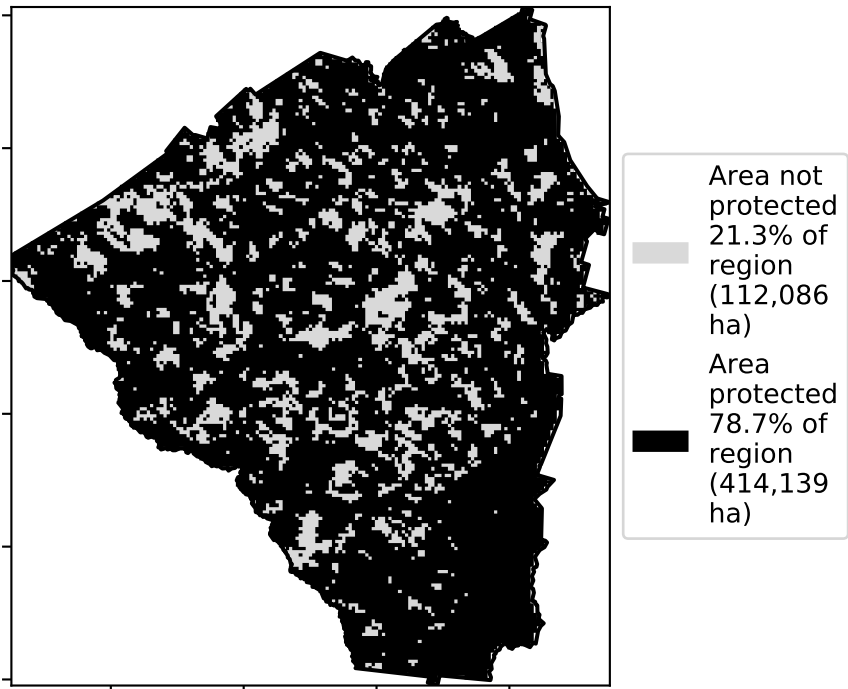 Area not
protected
21.3% of
region
(112,086
ha)
Area
protected
78.7% of
region
(414,139
ha)